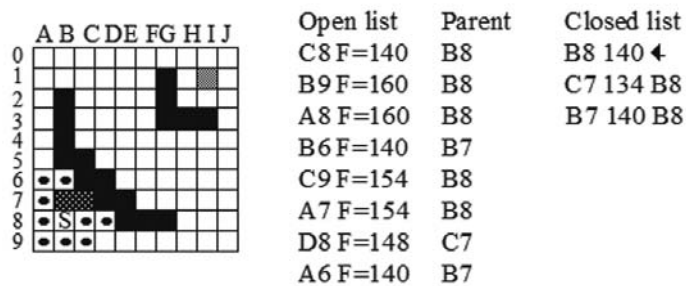 A B C D E F G H I J
0
1
2
3
4
5
6
7
8 S
9
Open list Parent Closed list
C8 F=140 B8 B8 140
B9 F=160 B8 C7 134 B8
A8 F=160 B8 B7 140 B8
B6 F=140 B7
C9 F=154 B8
A7 F=154 B8
D8 F=148 C7
A6 F=140 B7